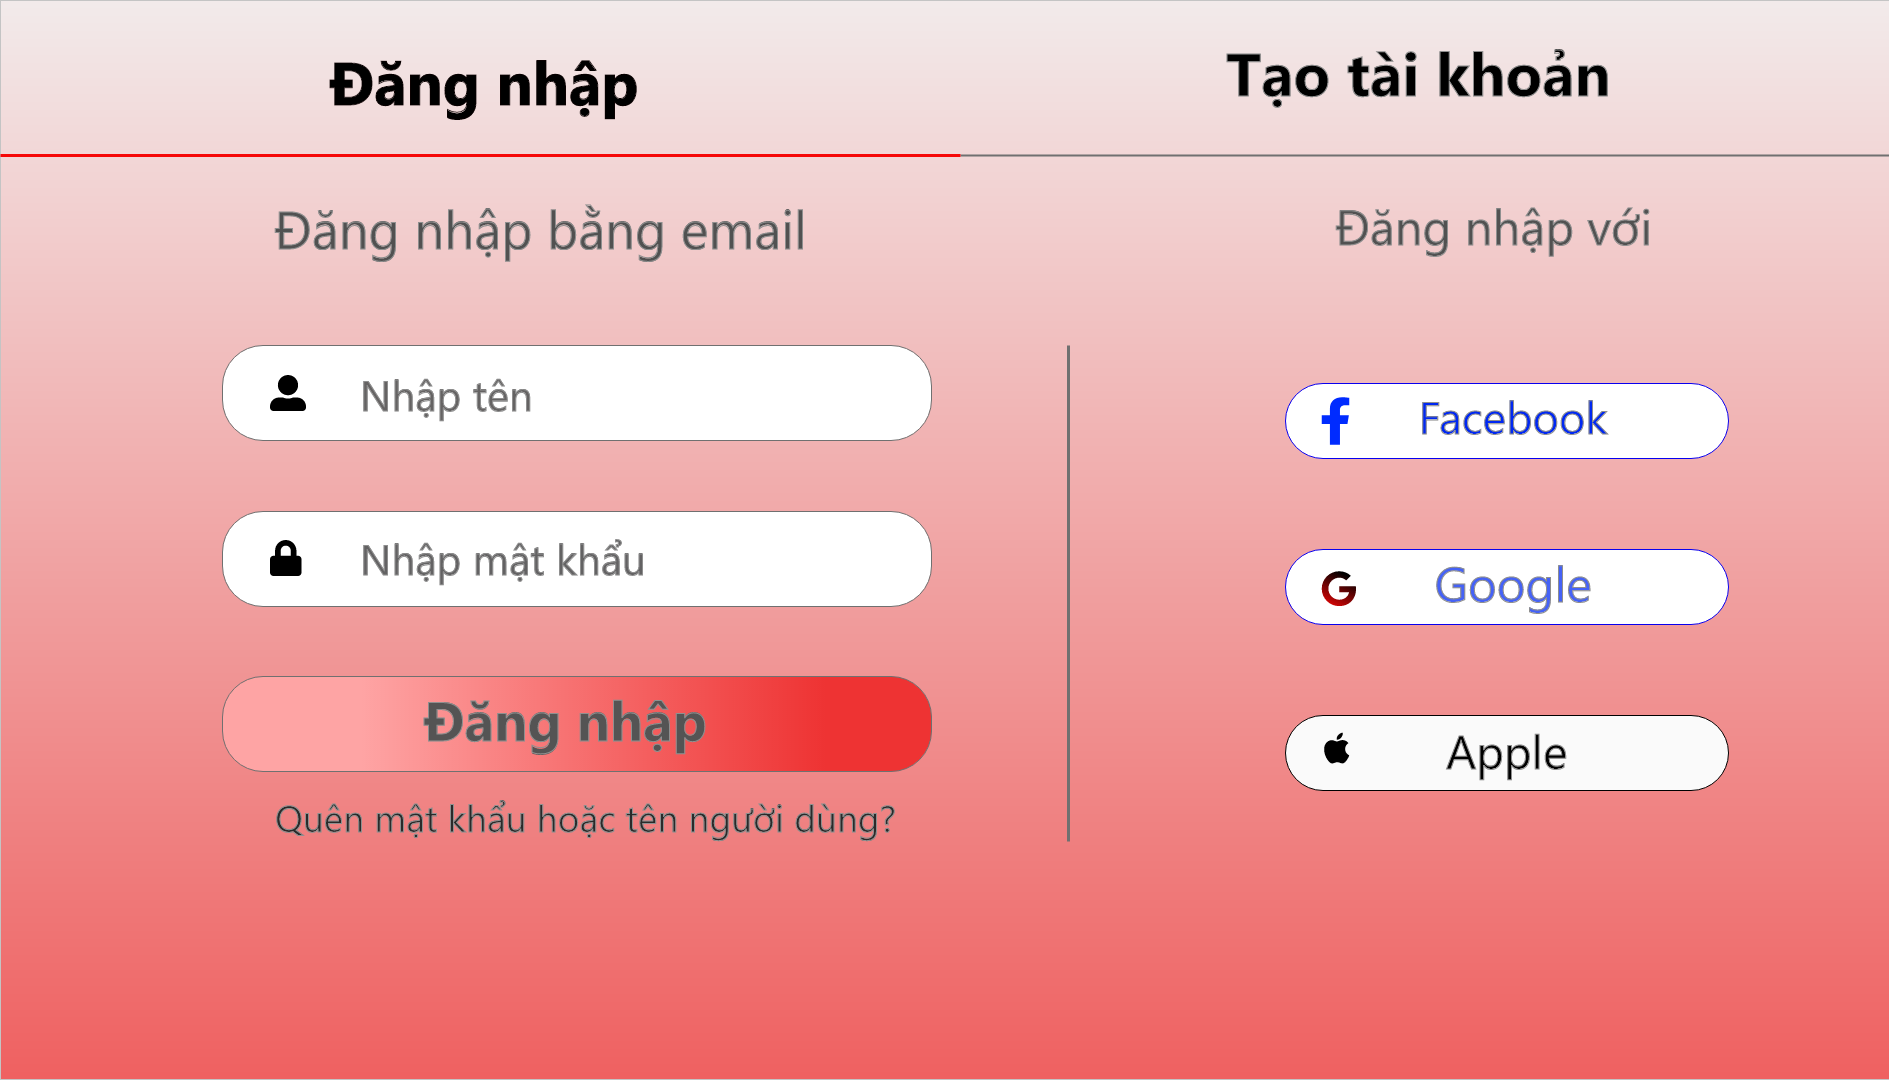 Đăng nhập
Tạo tài khoản
Đăng nhập bằng email
Nhập tên
Nhập mật khẩu
Đăng nhập
Quên mật khẩu hoặc tên người dùng?
Đăng nhập với
Facebook
Google
Apple